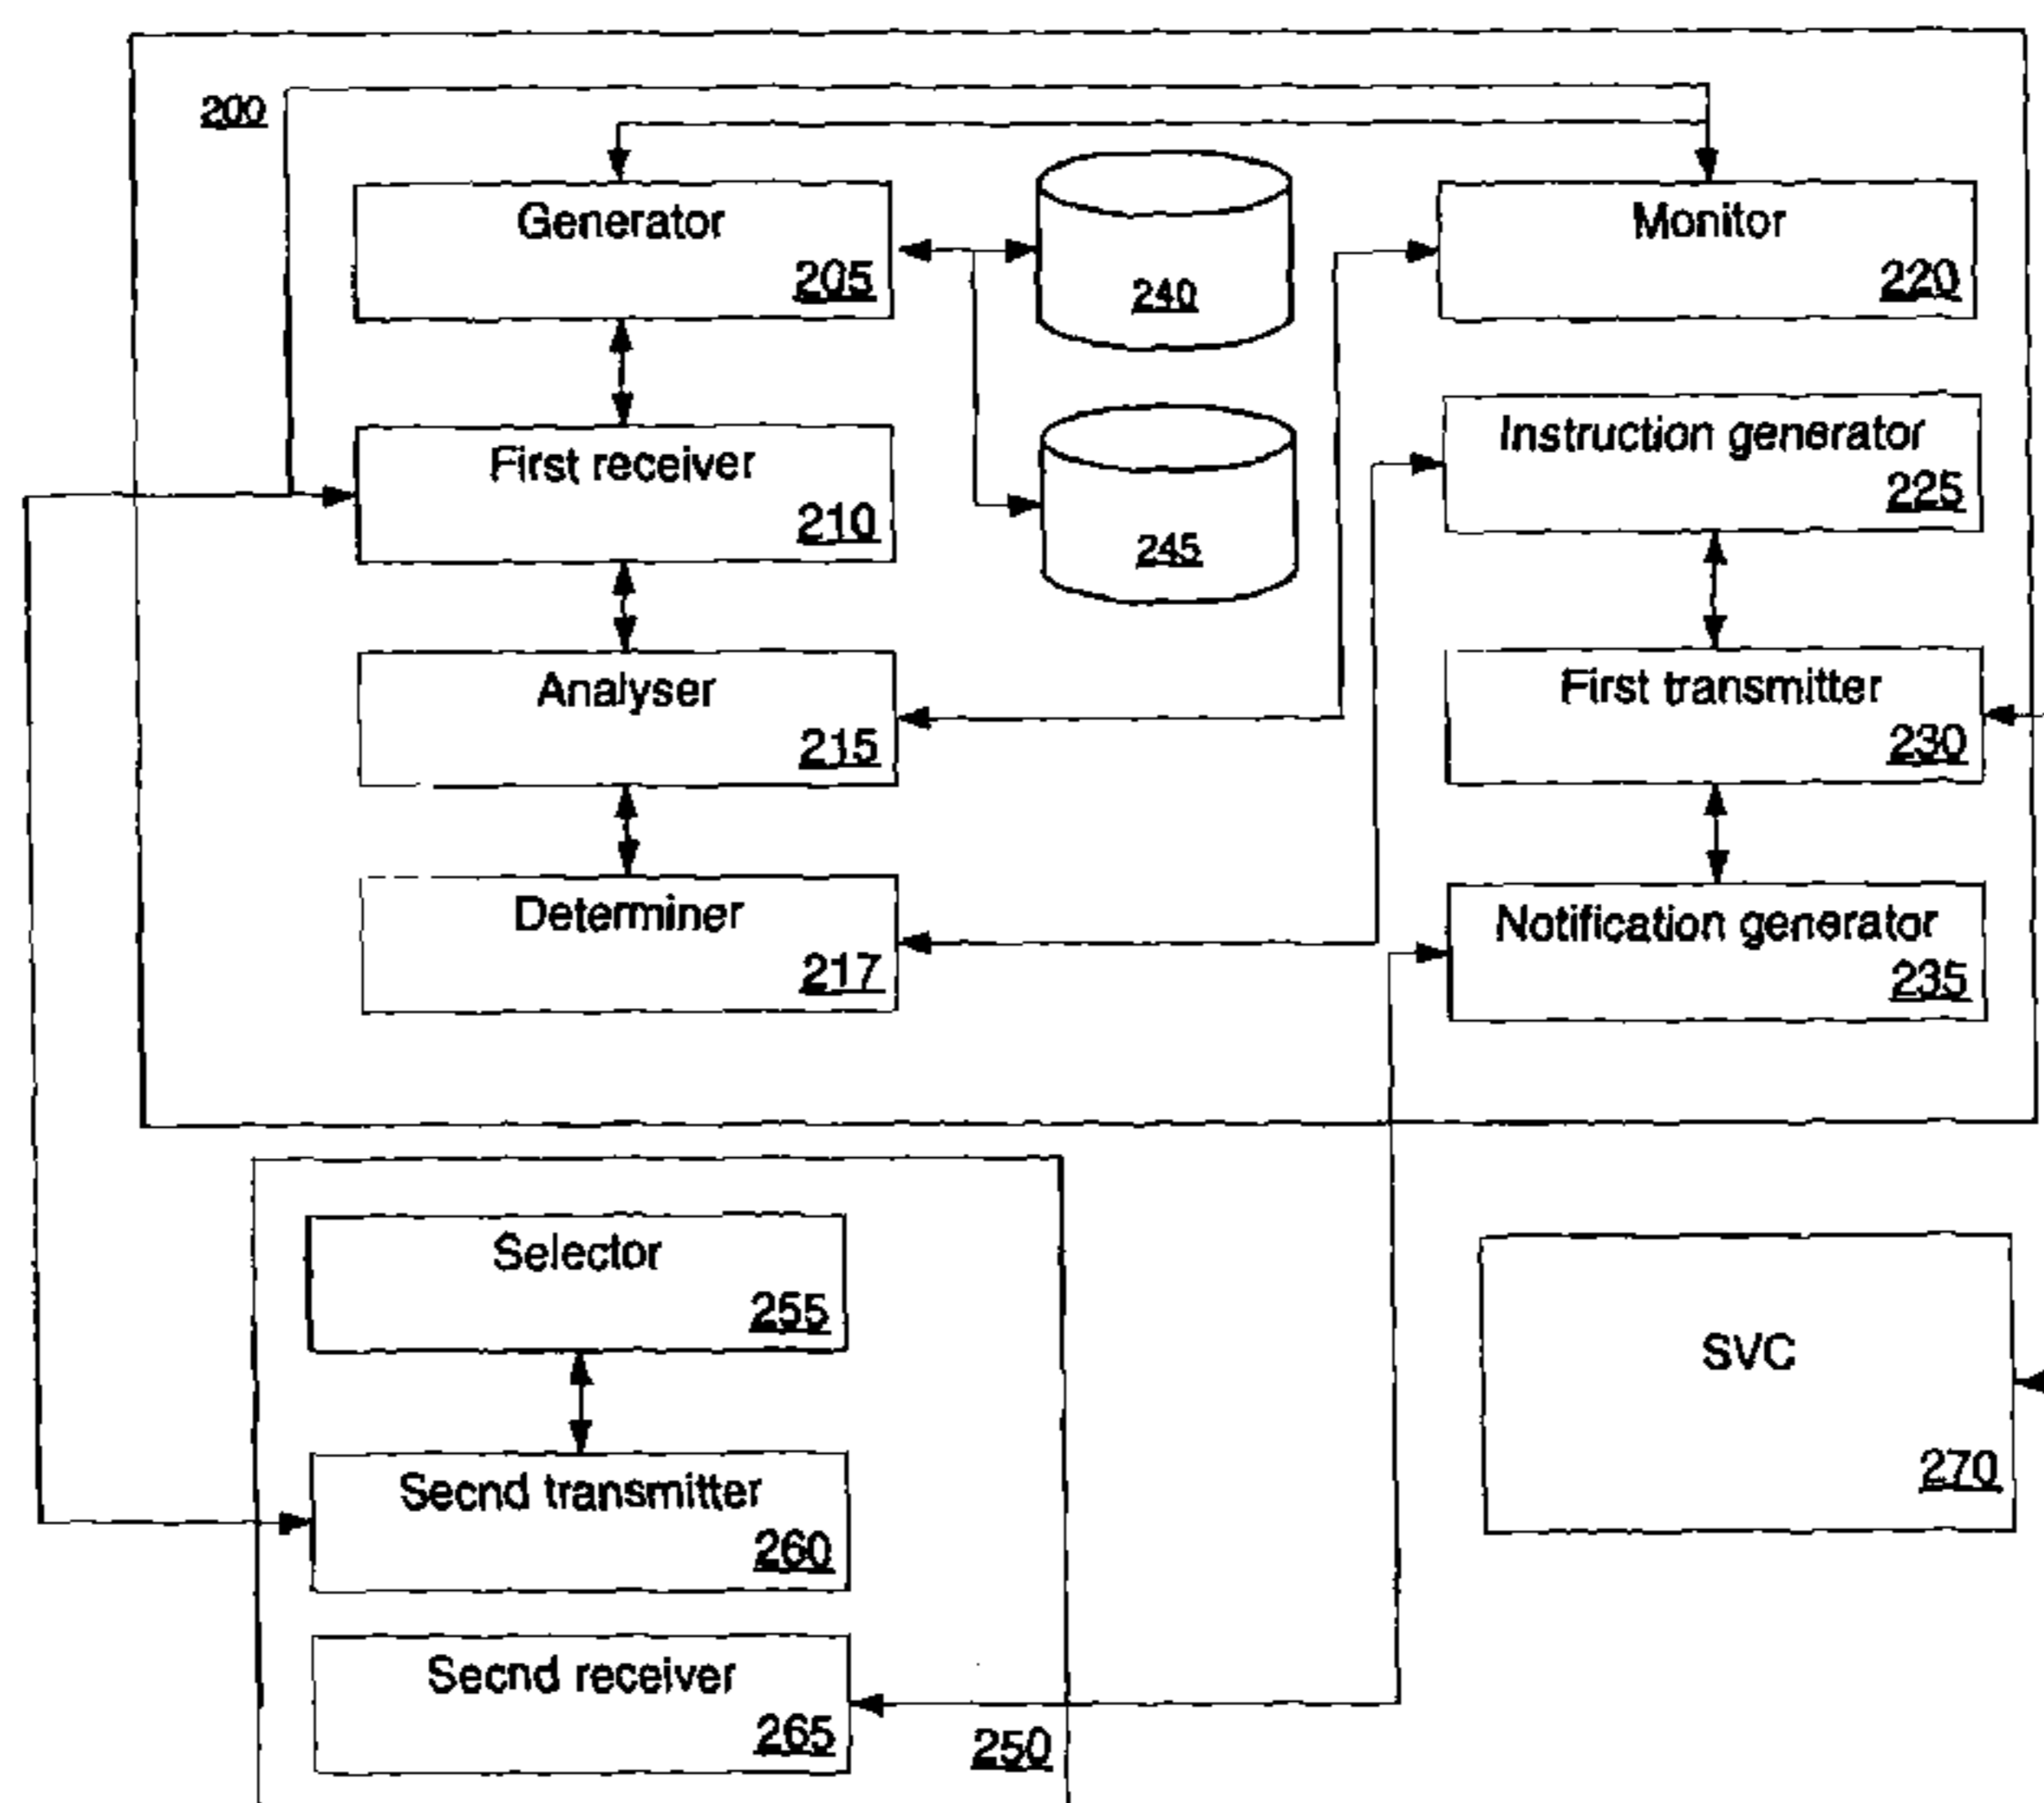 200
Generator
205
240
Monitor
220
First receiver
210
245
Instruction generator
225
Analyser
215
First transmitter
230
Determiner
217
Notification generator
235
Selector
255
Secnd transmitter
260
Secnd receiver
265
250
SVC
270